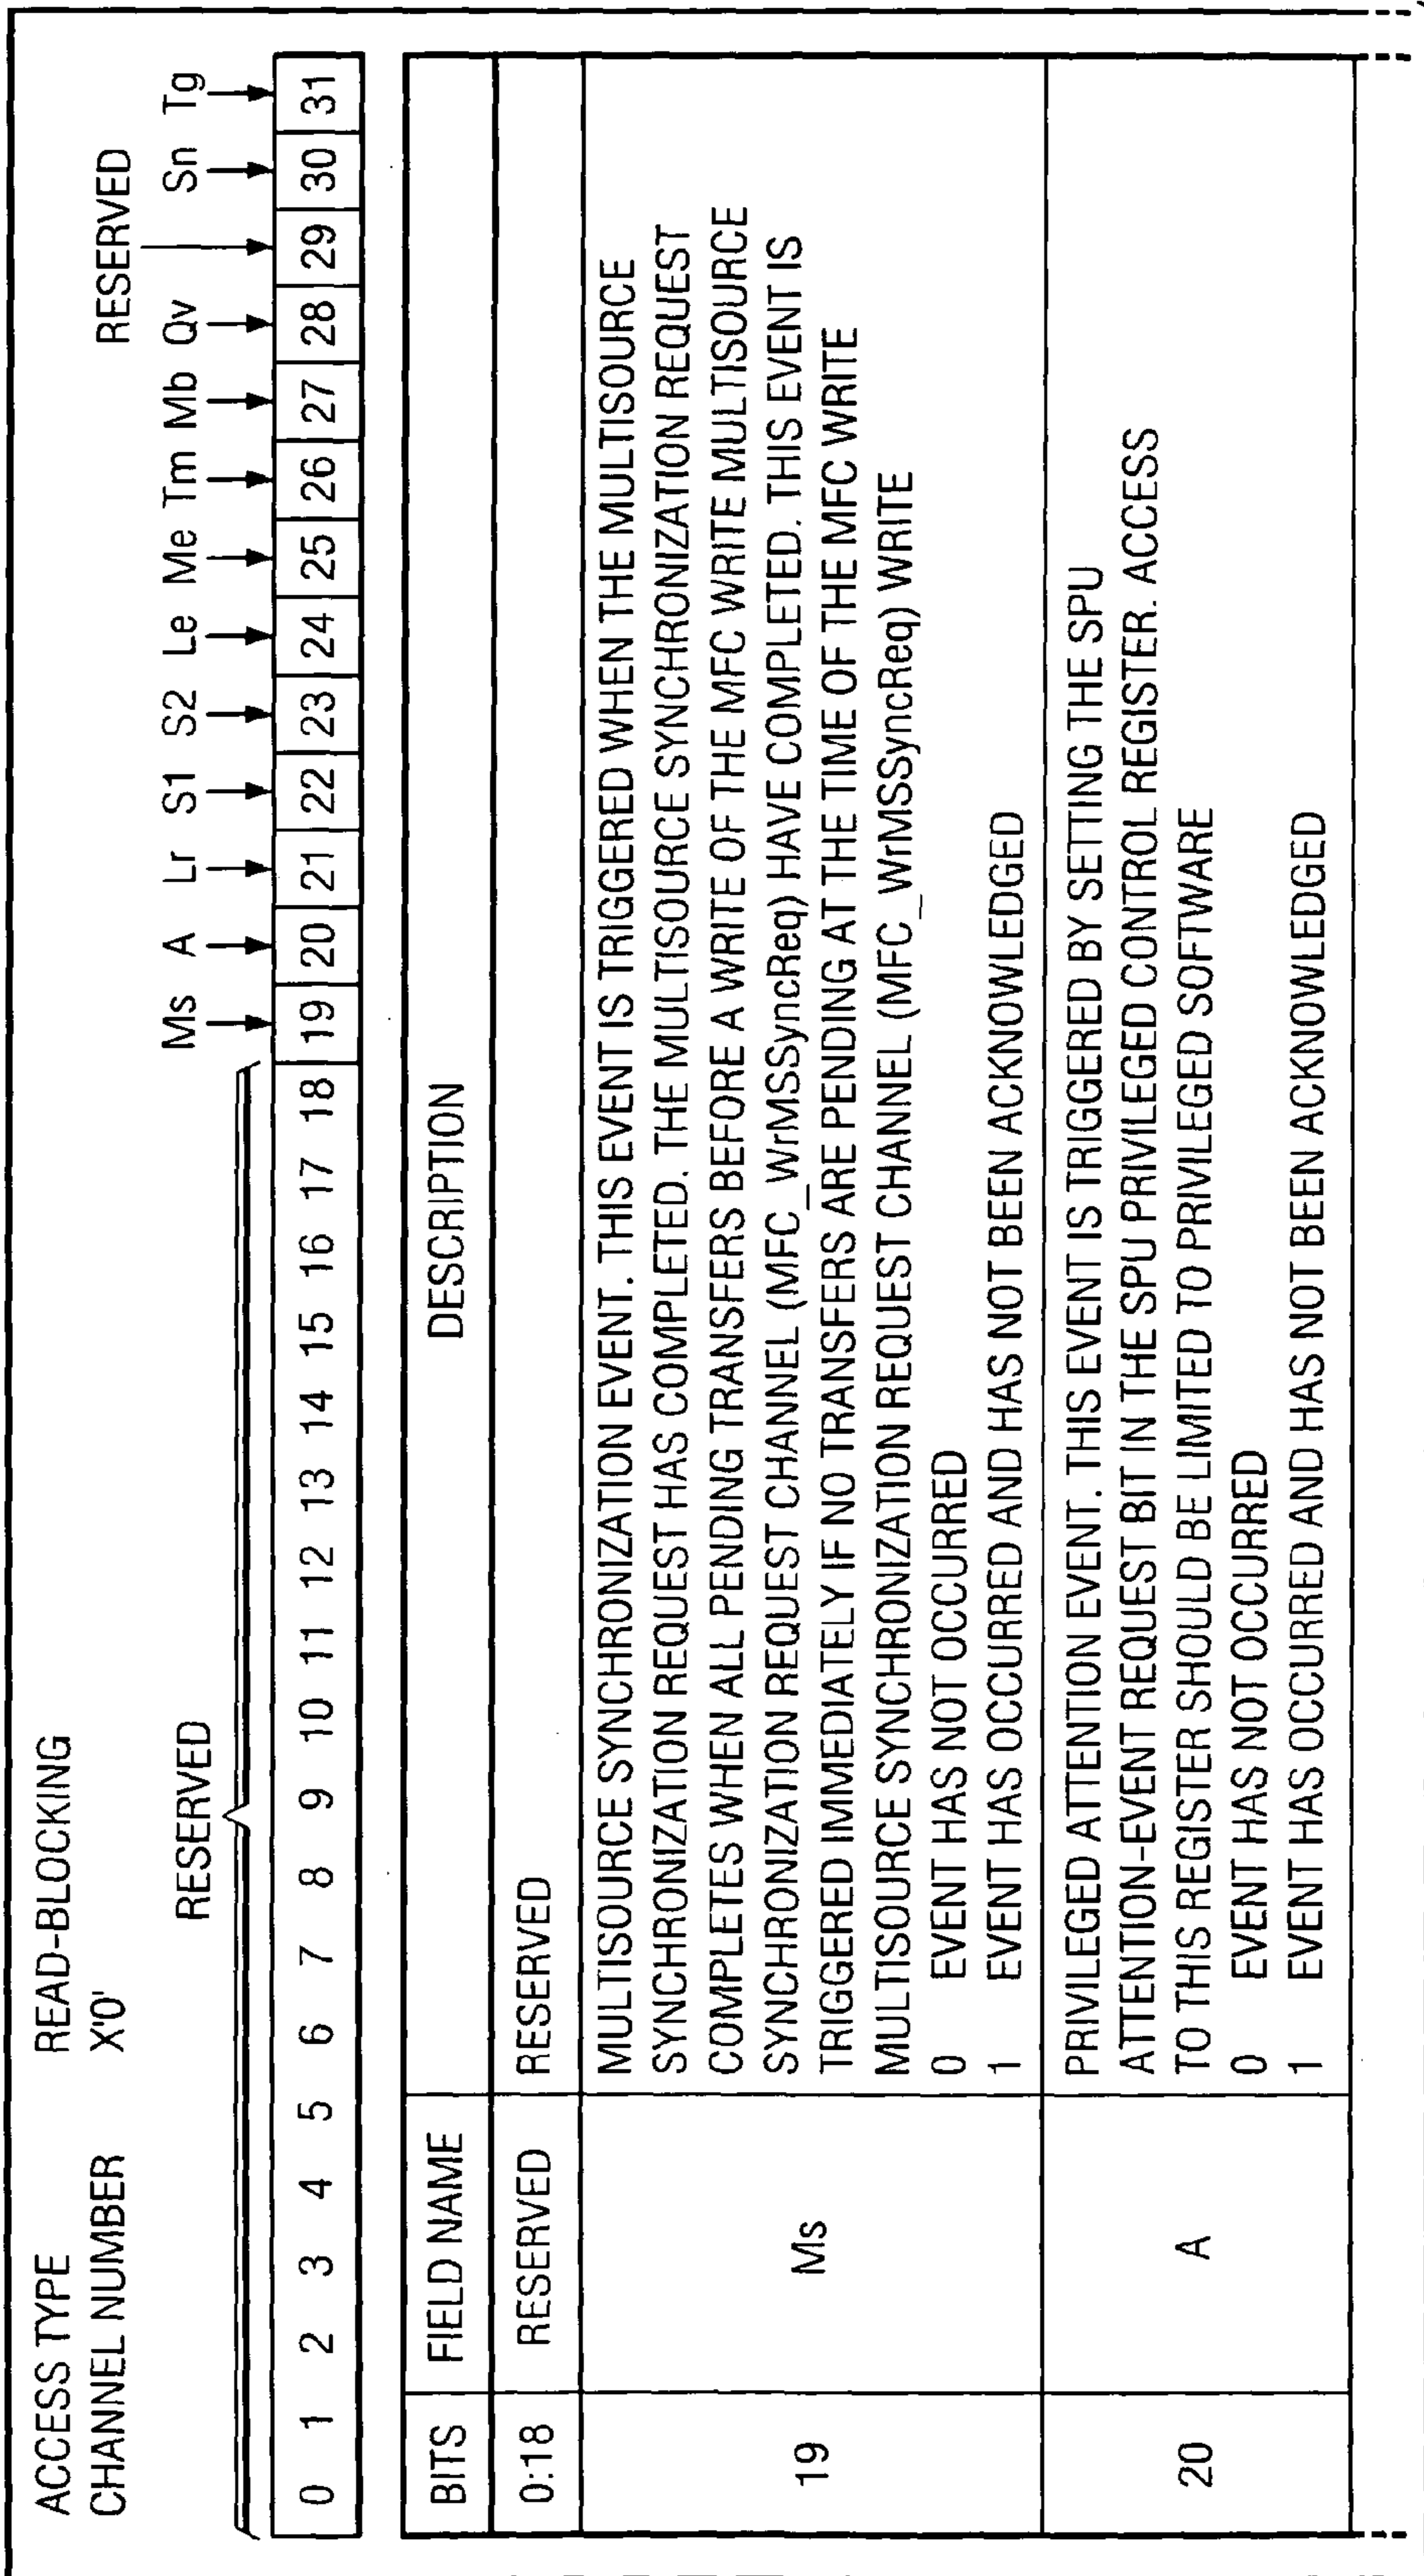 ACCESS TYPE READ-BLOCKING
CHANNEL NUMBER X'0'
RESERVED
RESERVED
Ms A Lr S1 S2 Le Me Tm Mb Qv Sn Tg
0 1 2 3 4 5 6 7 8 9 10 11 12 13 14 15 16 17 18 19 20 21 22 23 24 25 26 27 28 29 30 31
BITS FIELD NAME DESCRIPTION
0:18 RESERVED RESERVED
19 Ms
MULTISOURCE SYNCHRONIZATION EVENT. THIS EVENT IS TRIGGERED WHEN THE MULTISOURCE
SYNCHRONIZATION REQUEST HAS COMPLETED. THE MULTISOURCE SYNCHRONIZATION REQUEST
COMPLETES WHEN ALL PENDING TRANSFERS BEFORE A WRITE OF THE MFC WRITE MULTISOURCE
SYNCHRONIZATION REQUEST CHANNEL (MFC_WrMSSyncReq) HAVE COMPLETED. THIS EVENT IS
TRIGGERED IMMEDIATELY IF NO TRANSFERS ARE PENDING AT THE TIME OF THE MFC WRITE
MULTISOURCE SYNCHRONIZATION REQUEST CHANNEL (MFC_WrMSSyncReq) WRITE
0 EVENT HAS NOT OCCURRED
1 EVENT HAS OCCURRED AND HAS NOT BEEN ACKNOWLEDGED
20 A
PRIVILEGED ATTENTION EVENT. THIS EVENT IS TRIGGERED BY SETTING THE SPU
ATTENTION-EVENT REQUEST BIT IN THE SPU PRIVILEGED CONTROL REGISTER. ACCESS
TO THIS REGISTER SHOULD BE LIMITED TO PRIVILEGED SOFTWARE
0 EVENT HAS NOT OCCURRED
1 EVENT HAS OCCURRED AND HAS NOT BEEN ACKNOWLEDGED